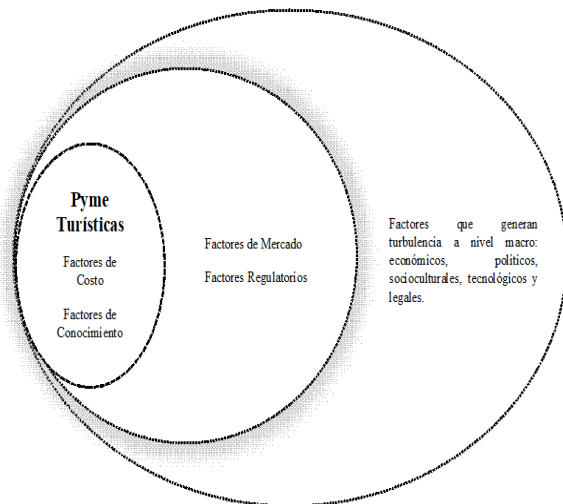 Pyme
Turísticas
Factores de
Costo
Factores de
Conocimiento
Factores de Mercado
Factores Regulatorios
Factores que generan
turbulencia a nivel macro:
económicos, políticos,
socioculturales, tecnológicos y
legales.